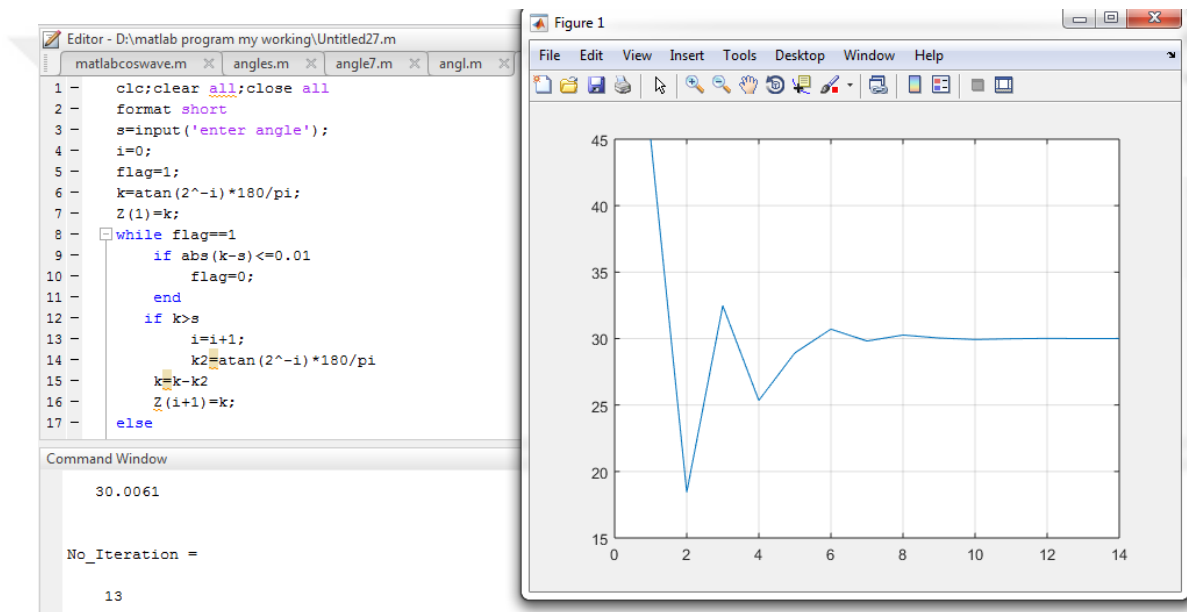 Editor - D:\matlab program my working\Untitled27.m
matlabcoswave.m × angles.m × angle7.m × angl.m ×
1 - clc;clear all;close all
2 - format short
3 - s=input('enter angle');
4 - i=0;
5 - flag=1;
6 - k=atan(2^-i)*180/pi;
7 - Z(1)=k;
8 - while flag==1
9 - if abs(k-s)<=0.01
10 - flag=0;
11 - end
12 - if k>s
13 - i=i+1;
14 - k2=atan(2^-i)*180/pi
15 - k=k-k2
16 - Z(i+1)=k;
17 - else
Command Window
30.0061
No_Iteration =
13
Figure 1
File Edit View Insert Tools Desktop Window Help
45
40
35
30
25
20
15
0 2 4 6 8 10 12 14